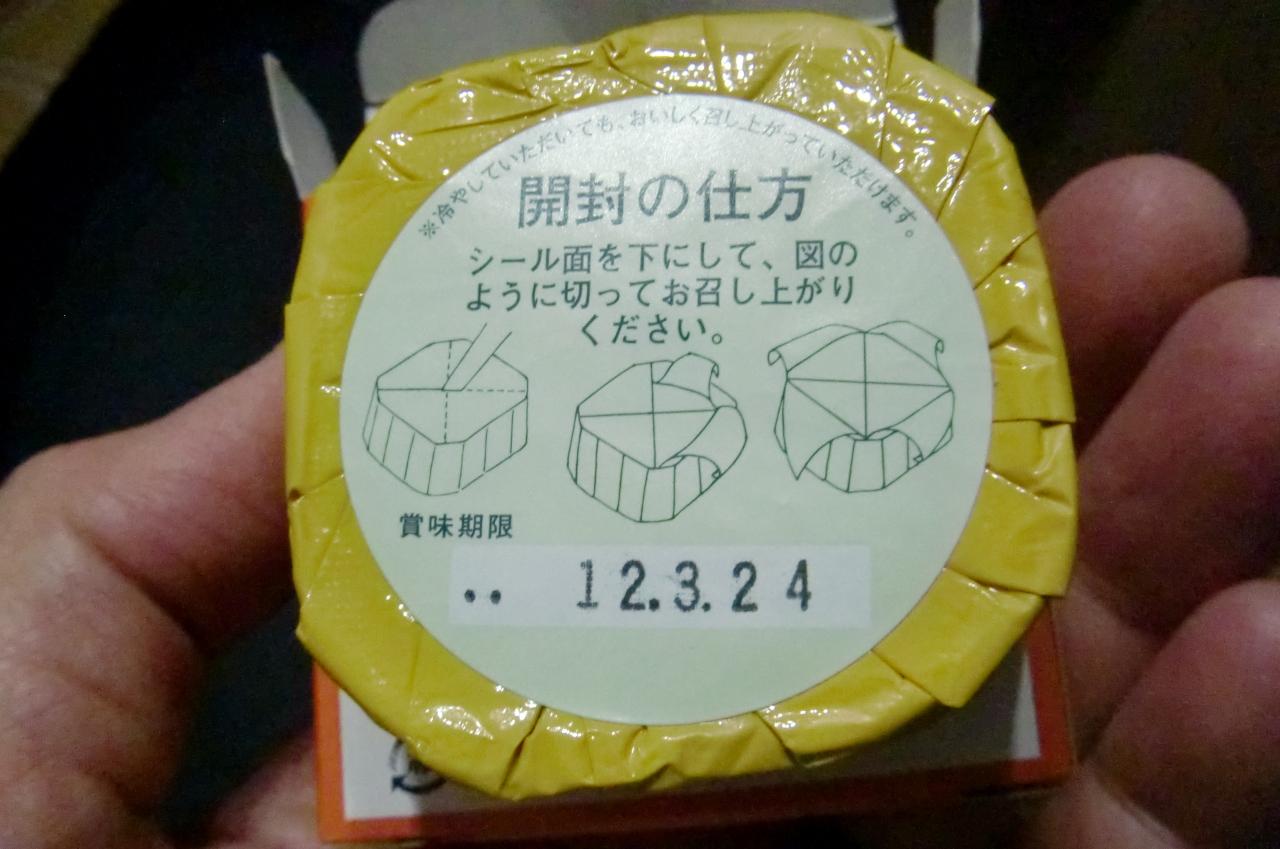 ※冷やしていただいても、おいしく召し上がっていただけます。
開封の仕方
シール面を下にして、図の
ように切ってお召し上がり
ください。
賞味期限
.. 12.3.24